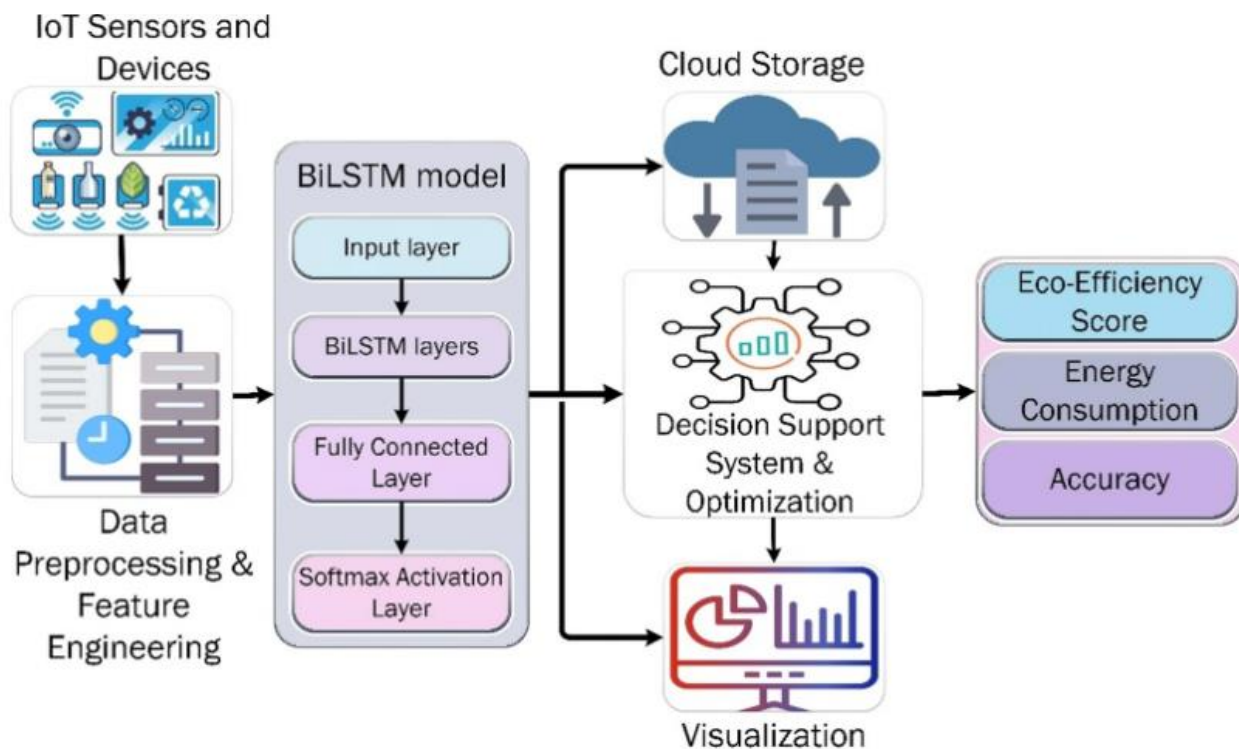 IoT Sensors and
Devices
Data
Preprocessing &
Feature
Engineering
BiLSTM model
Input layer
BiLSTM layers
Fully Connected
Layer
Softmax Activation
Layer
Cloud Storage
Decision Support
System &
Optimization
Visualization
Eco-Efficiency
Score
Energy
Consumption
Accuracy